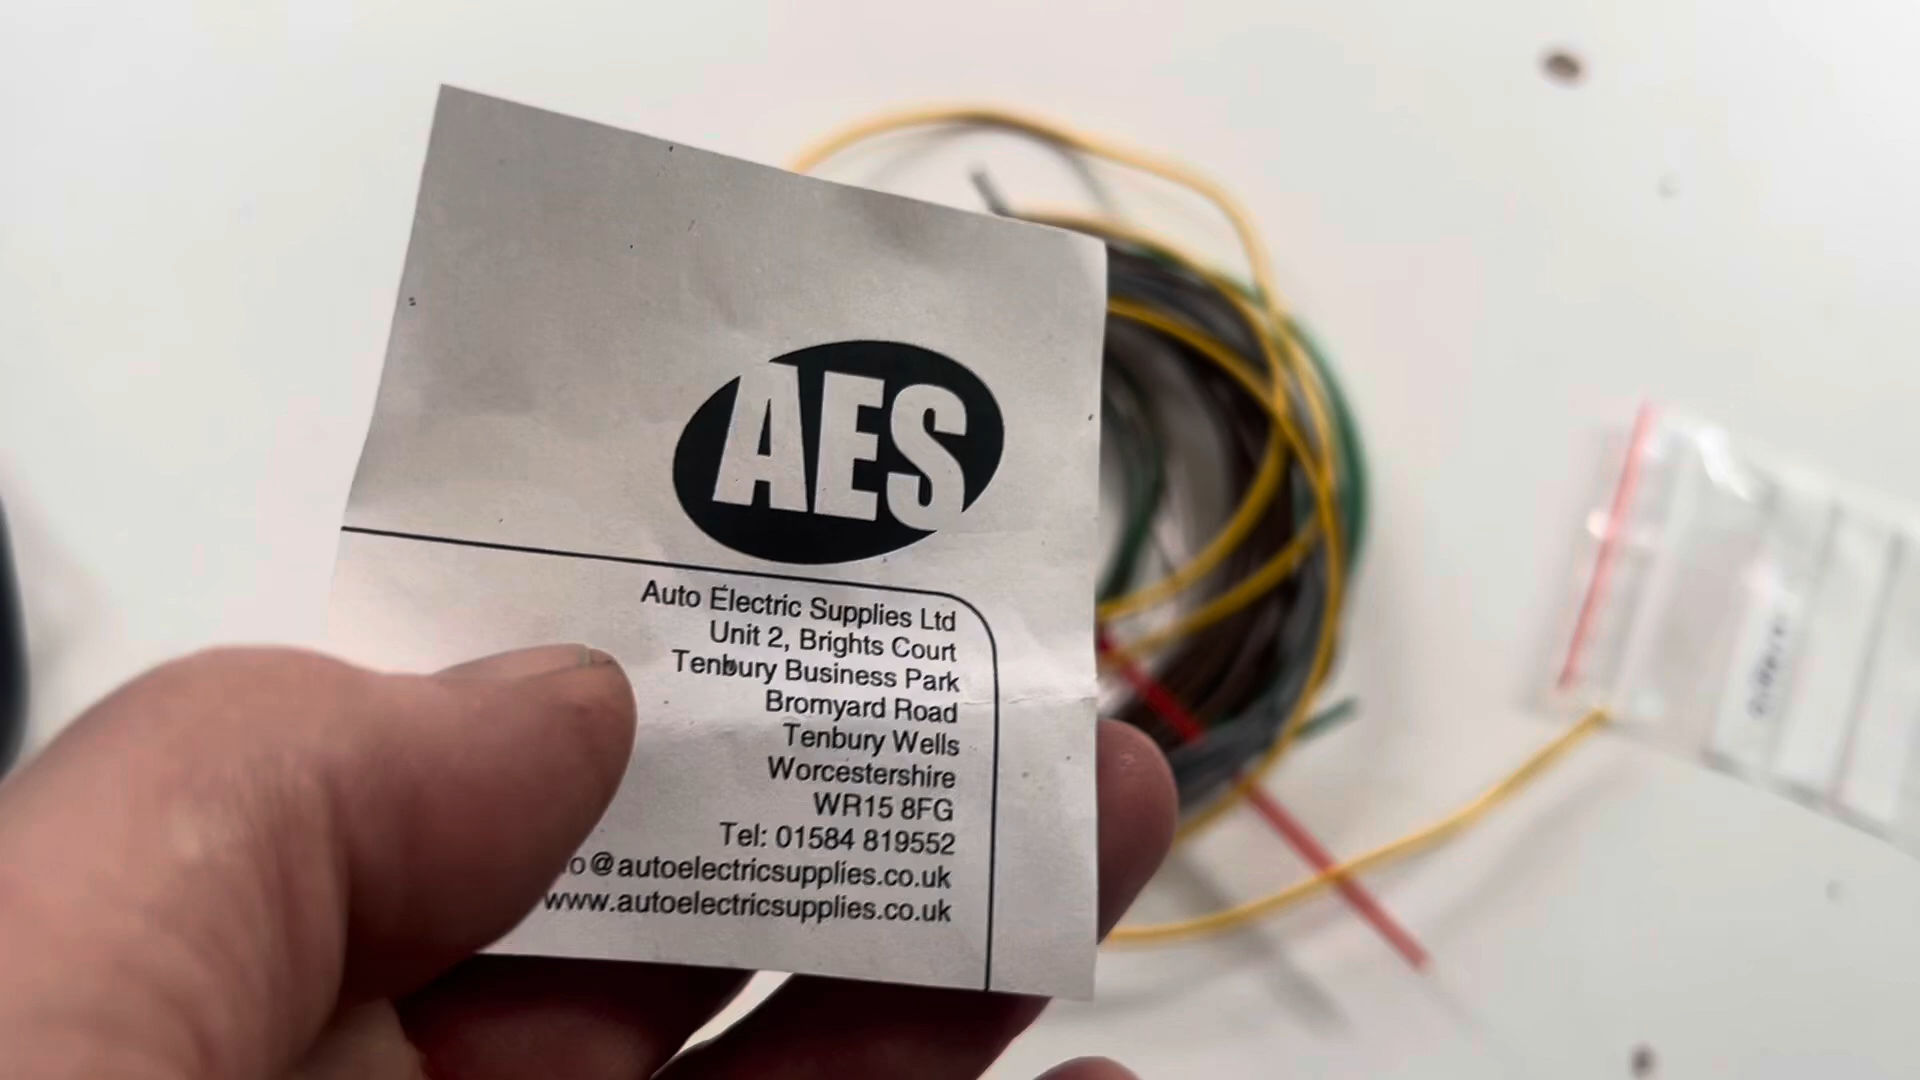 AES
Auto Electric Supplies Ltd
Unit 2, Brights Court
Tenbury Business Park
Bromyard Road
Tenbury Wells
Worcestershire
WR15 8FG
Tel: 01584 819552
o@autoelectricsupplies.co.uk
www.autoelectricsupplies.co.uk